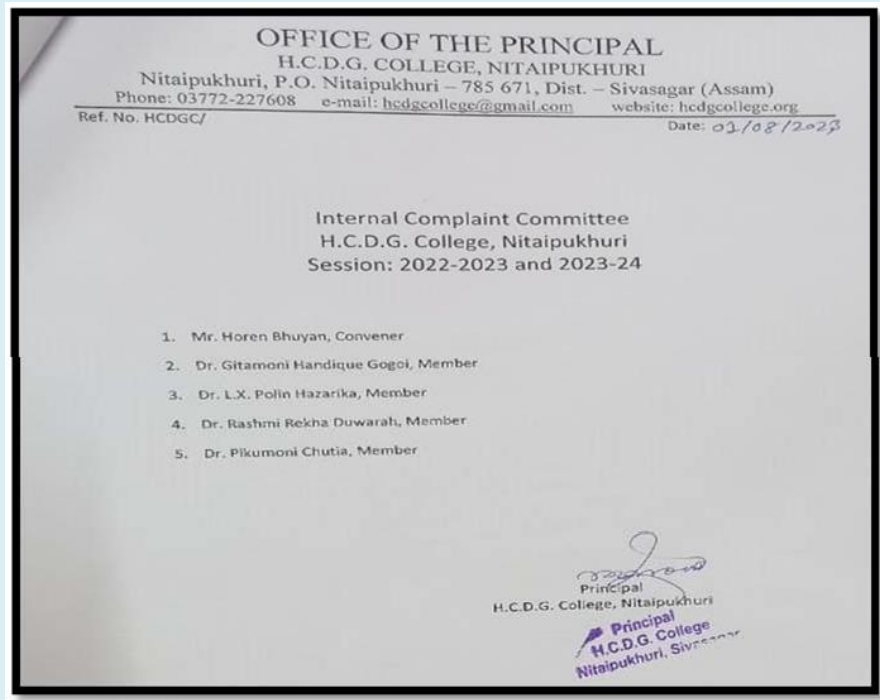 OFFICE OF THE PRINCIPAL
H.C.D.G. COLLEGE, NITAIPUKHURI
Nitaipukhuri, P.O. Nitaipukhuri – 785 671, Dist. – Sivasagar (Assam)
Phone: 03772-227608 e-mail: hcdgcollege@gmail.com website: hcdgcollege.org
Ref. No. HCDGC/
Date: 01/08/2023
Internal Complaint Committee
H.C.D.G. College, Nitaipukhuri
Session: 2022-2023 and 2023-24
1. Mr. Horen Bhuyan, Convener
2. Dr. Gitamoni Handique Gogoi, Member
3. Dr. L.X. Polin Hazarika, Member
4. Dr. Rashmi Rekha Duwarah, Member
5. Dr. Pikumoni Chutia, Member
Principal
H.C.D.G. College, Nitaipukhuri
Principal
H.C.D.G. College
Nitaipukhuri,